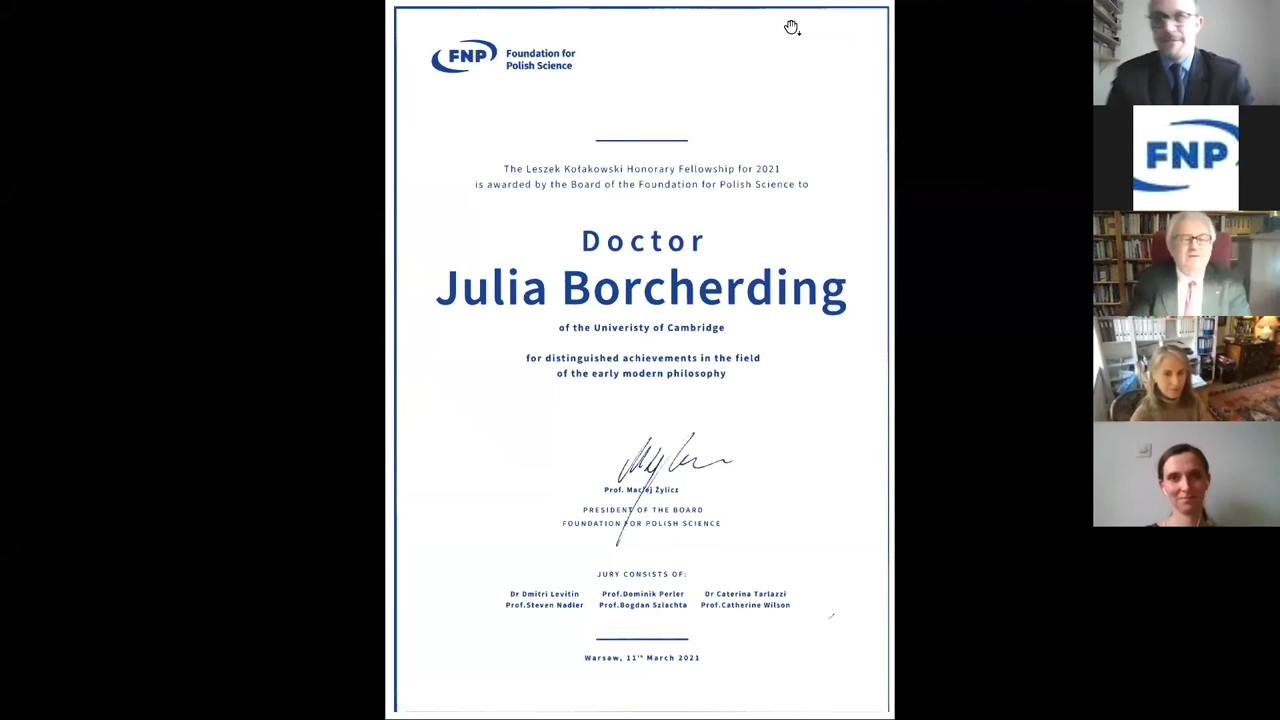 FNP
Foundation for
Polish Science
The Leszek Kołakowski Honorary Fellowship for 2021
is awarded by the Board of the Foundation for Polish Science to
Doctor
Julia Borcherding
of the Univeristy of Cambridge
for distinguished achievements in the field
of the early modern philosophy
Prof. Maciej Żylicz
PRESIDENT OF THE BOARD
FOUNDATION FOR POLISH SCIENCE
JURY CONSISTS OF:
Dr Dmitri Levitin Prof.Dominik Perler Dr Caterina Tarlazzi
Prof.Steven Nadler Prof.Bogdan Szlachta Prof.Catherine Wilson
Warsaw, 11th March 2021
FNP